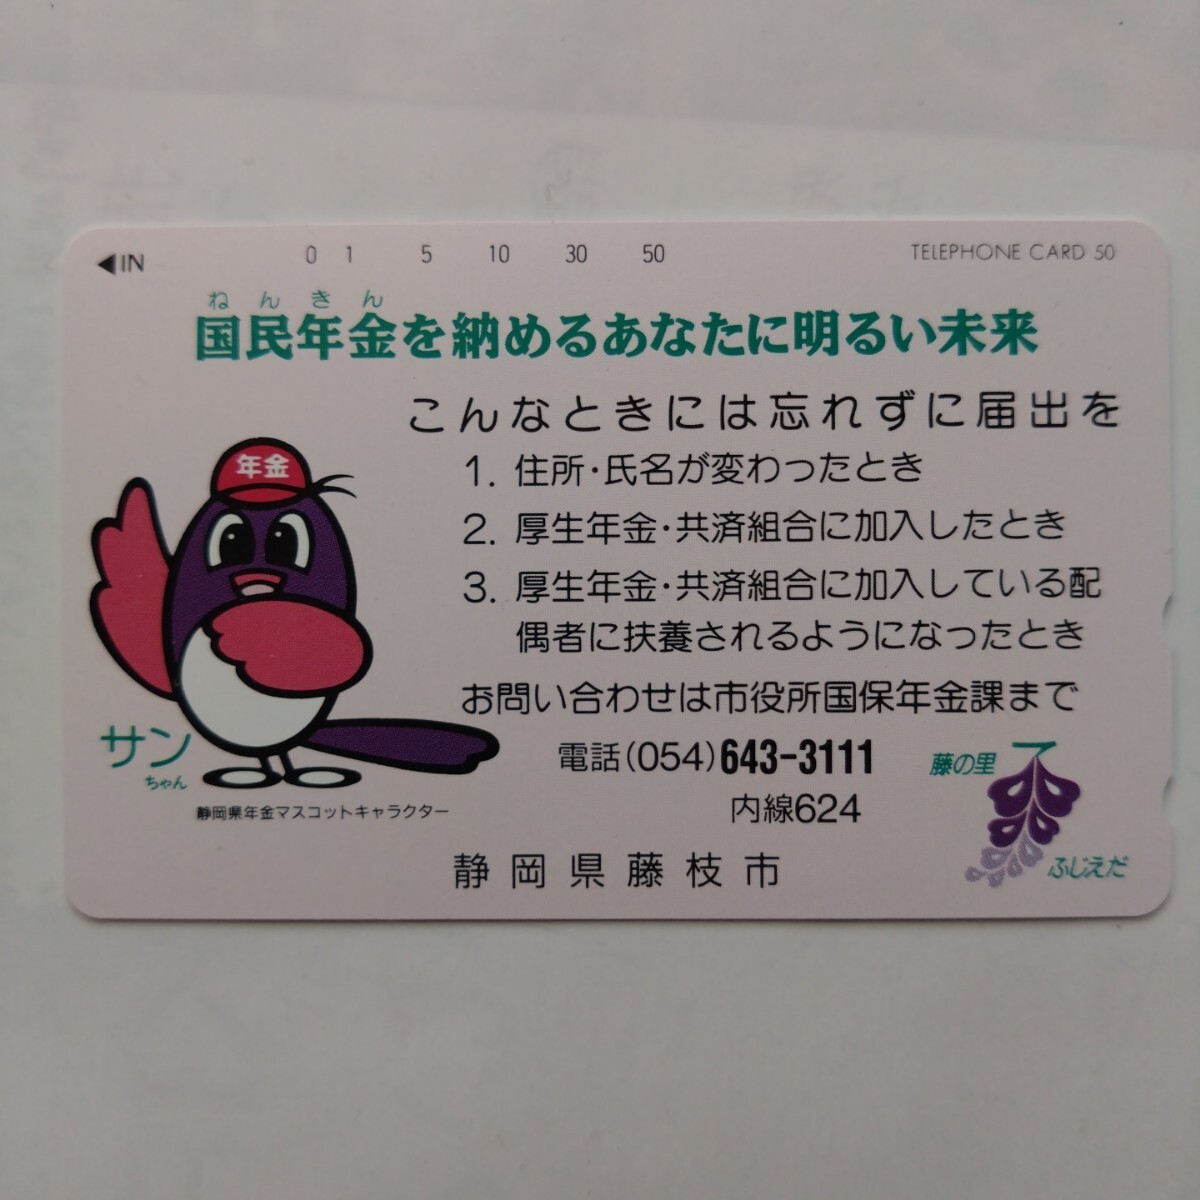 ◀IN 0 1 5 10 30 50 TELEPHONE CARD 50
ねんきん
国民年金を納めるあなたに明るい未来
こんなときには忘れずに届出を
1. 住所・氏名が変わったとき
2. 厚生年金・共済組合に加入したとき
3. 厚生年金・共済組合に加入している配
偶者に扶養されるようになったとき
お問い合わせは市役所国保年金課まで
電話(054)643-3111
内線624
年金
サン
ちゃん
静岡県年金マスコットキャラクター
静岡県藤枝市
藤の里
ふじえだ